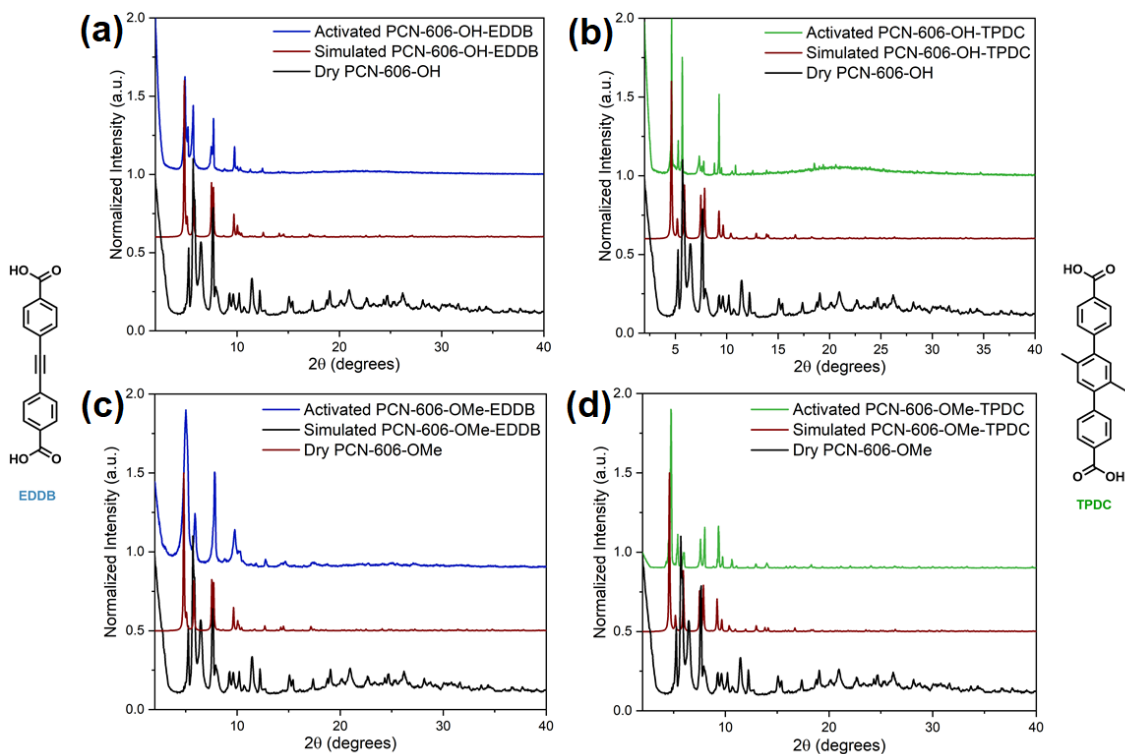 (a)
Activated PCN-606-OH-EDDB
Simulated PCN-606-OH-EDDB
Dry PCN-606-OH
Normalized Intensity (a.u.)
2.0
1.5
1.0
0.5
0.0
10 20 30 40
2θ (degrees)
(b)
Activated PCN-606-OH-TPDC
Simulated PCN-606-OH-TPDC
Dry PCN-606-OH
Normalized Intensity (a.u.)
2.0
1.5
1.0
0.5
0.0
5 10 15 20 25 30 35 40
2θ (degrees)
HO O
HO O
EDDB
HO O
O OH
TPDC
(c)
Activated PCN-606-OMe-EDDB
Simulated PCN-606-OMe-EDDB
Dry PCN-606-OMe
Normalized Intensity (a.u.)
2.0
1.5
1.0
0.5
0.0
10 20 30 40
2θ (degrees)
(d)
Activated PCN-606-OMe-TPDC
Simulated PCN-606-OMe-TPDC
Dry PCN-606-OMe
Normalized Intensity (a.u.)
2.0
1.5
1.0
0.5
0.0
5 10 15 20 25 30 35 40
2θ (degrees)